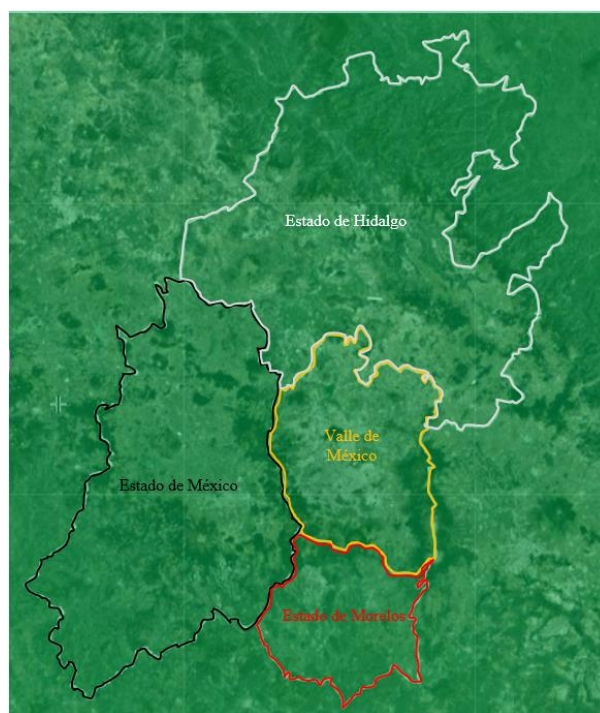 Estado de Hidalgo
Valle de
México
Estado de México
Estado de Morelos